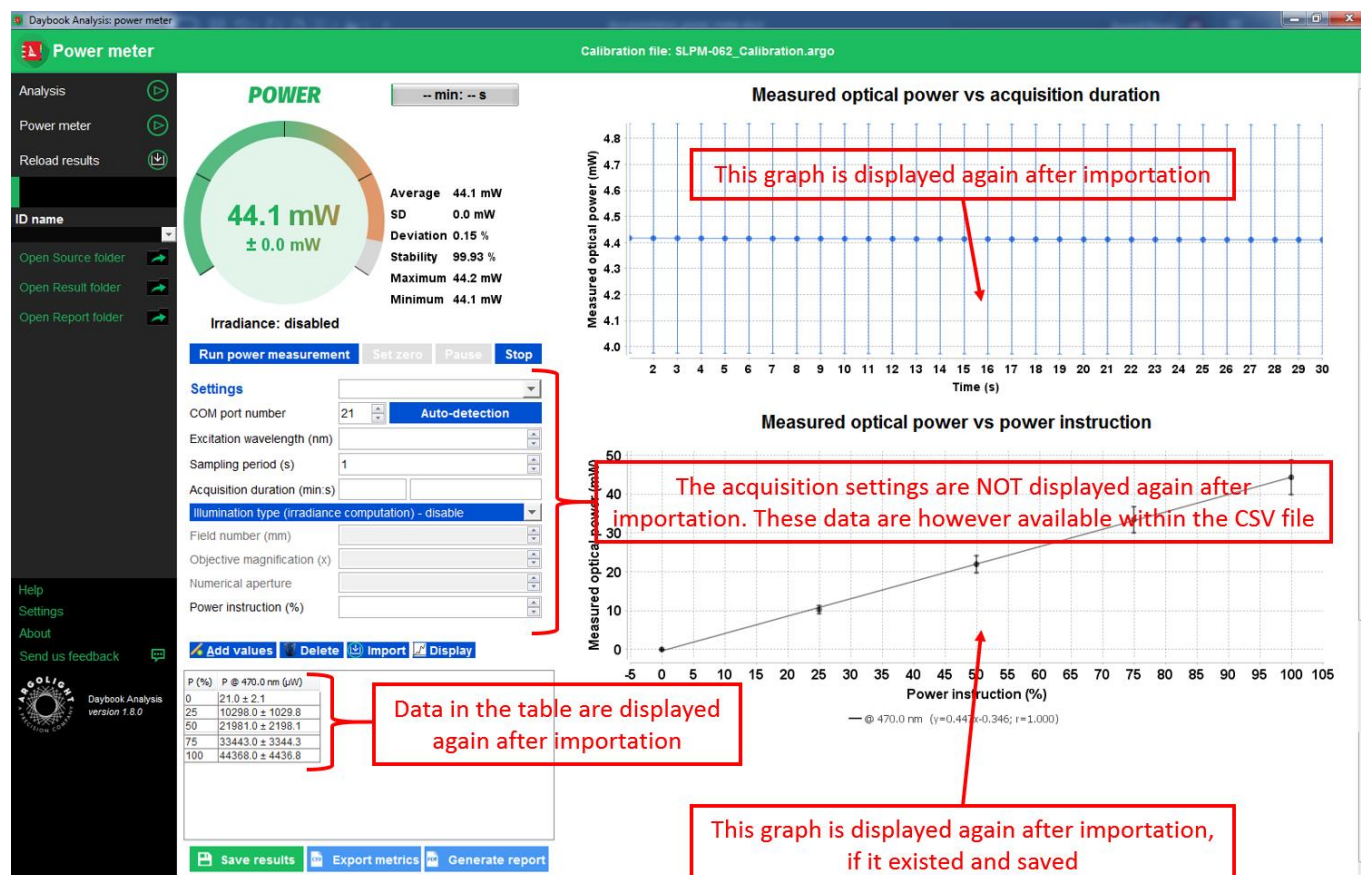 Daybook Analysis: power meter
Power meter
Calibration file: SLPM-062_Calibration.argo
Analysis
Power meter
Reload results
ID name
Open Source folder
Open Result folder
Open Report folder
Help
Settings
About
Send us feedback
ARGOLIGHT
PRECISION COMPANY
Daybook Analysis
version 1.8.0
POWER
-- min: -- s
44.1 mW
± 0.0 mW
Average 44.1 mW
SD 0.0 mW
Deviation 0.15 %
Stability 99.93 %
Maximum 44.2 mW
Minimum 44.1 mW
Irradiance: disabled
Run power measurement Set zero Pause Stop
Settings
COM port number 21 Auto-detection
Excitation wavelength (nm)
Sampling period (s) 1
Acquisition duration (min:s)
Illumination type (irradiance computation) - disable
Field number (mm)
Objective magnification (x)
Numerical aperture
Power instruction (%)
Add values Delete Import Display
P (%) P @ 470.0 nm (µW)
0 21.0 ± 2.1
25 10298.0 ± 1029.8
50 21981.0 ± 2198.1
75 33443.0 ± 3344.3
100 44368.0 ± 4436.8
Data in the table are displayed
again after importation
Save results Export metrics Generate report
Measured optical power vs acquisition duration
Measured optical power (mW)
4.8
4.7
4.6
4.5
4.4
4.3
4.2
4.1
4.0
This graph is displayed again after importation
2 3 4 5 6 7 8 9 10 11 12 13 14 15 16 17 18 19 20 21 22 23 24 25 26 27 28 29 30
Time (s)
Measured optical power vs power instruction
Measured optical power (mW)
50
40
30
20
10
0
The acquisition settings are NOT displayed again after
importation. These data are however available within the CSV file
-5 0 5 10 15 20 25 30 35 40 45 50 55 60 65 70 75 80 85 90 95 100 105
Power instruction (%)
@ 470.0 nm (y=0.447x-0.346; r=1.000)
This graph is displayed again after importation,
if it existed and saved